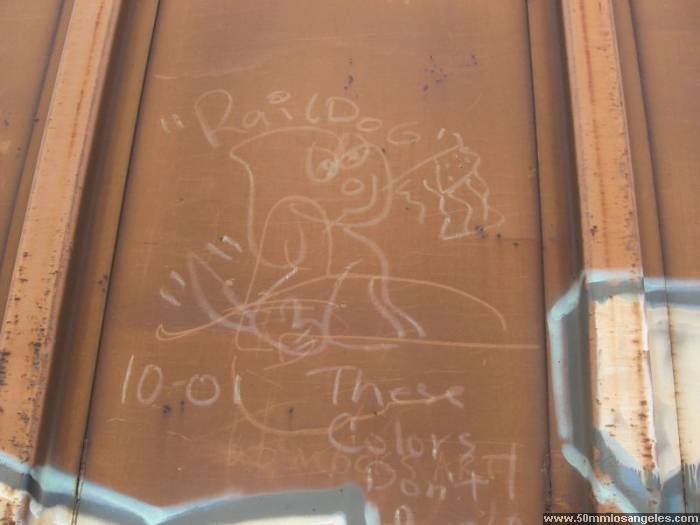 "RailDog"
10-01 These
Colors
Don't
www.50mmlosangeles.com